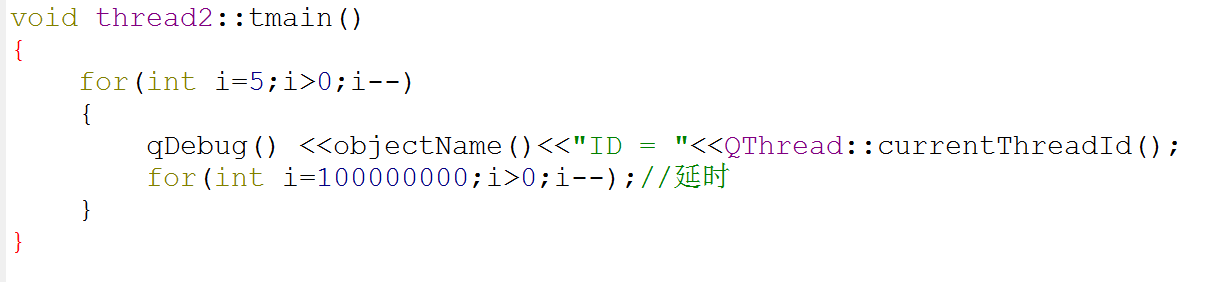 void thread2::tmain()
{
    for(int i=5;i>0;i--)
    {
        qDebug() <<objectName()<<"ID = "<<QThread::currentThreadId();
        for(int i=100000000;i>0;i--);//延时
    }
}